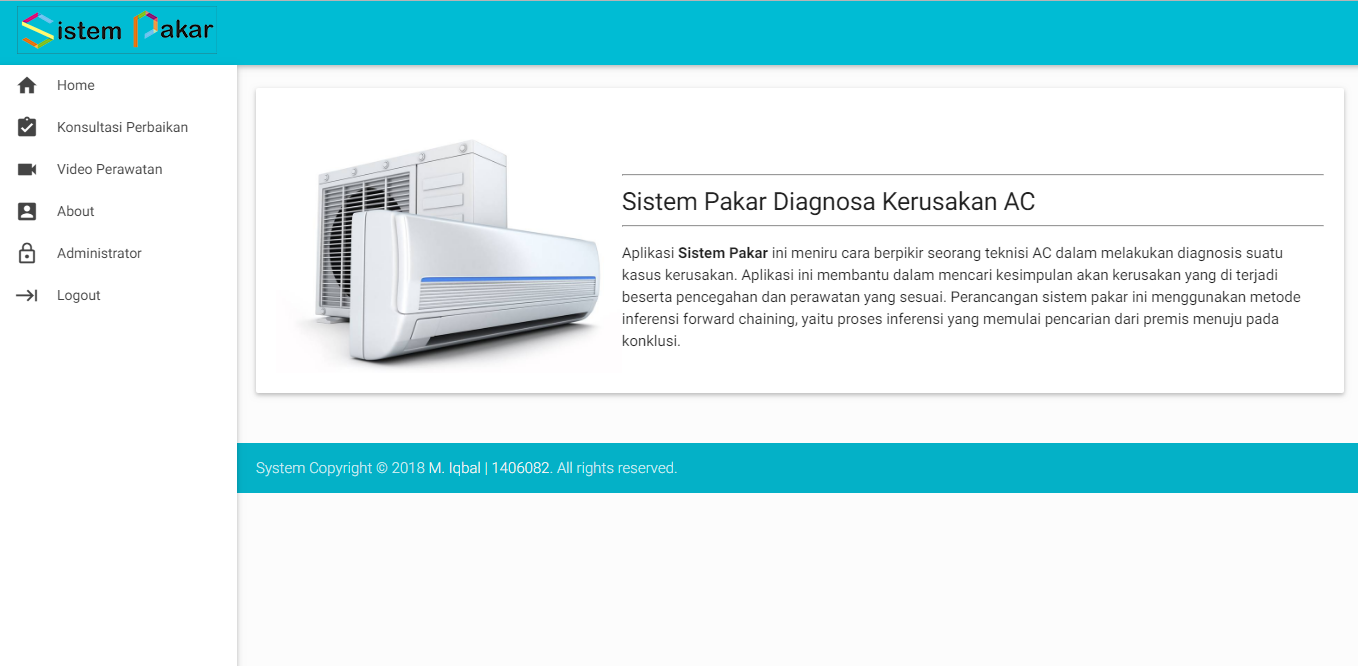 Sistem Pakar
Home
Konsultasi Perbaikan
Video Perawatan
About
Administrator
Logout
Sistem Pakar Diagnosa Kerusakan AC
Aplikasi Sistem Pakar ini meniru cara berpikir seorang teknisi AC dalam melakukan diagnosis suatu
kasus kerusakan. Aplikasi ini membantu dalam mencari kesimpulan akan kerusakan yang di terjadi
beserta pencegahan dan perawatan yang sesuai. Perancangan sistem pakar ini menggunakan metode
inferensi forward chaining, yaitu proses inferensi yang memulai pencarian dari premis menuju pada
konklusi.
System Copyright © 2018 M. Iqbal | 1406082. All rights reserved.